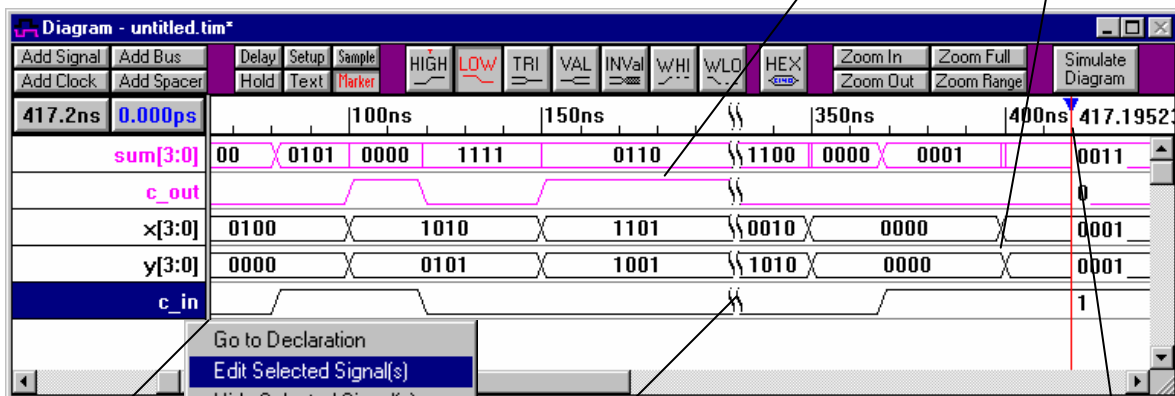 Diagram - untitled.tim*
Add Signal Add Bus Delay Setup Sample HIGH LOW TRI VAL INVal WHI WLO HEX Zoom In Zoom Full Simulate Diagram
Add Clock Add Spacer Hold Text Marker Zoom Out Zoom Range
417.2ns 0.000ps 100ns 150ns 350ns 400ns 417.1952
sum[3:0] 00 0101 0000 1111 0110 1100 0000 0001 0011
c_out 0
x[3:0] 0100 1010 1101 0010 0000 0001
y[3:0] 0000 0101 1001 1010 0000 0001
c_in 1
Go to Declaration
Edit Selected Signal(s)